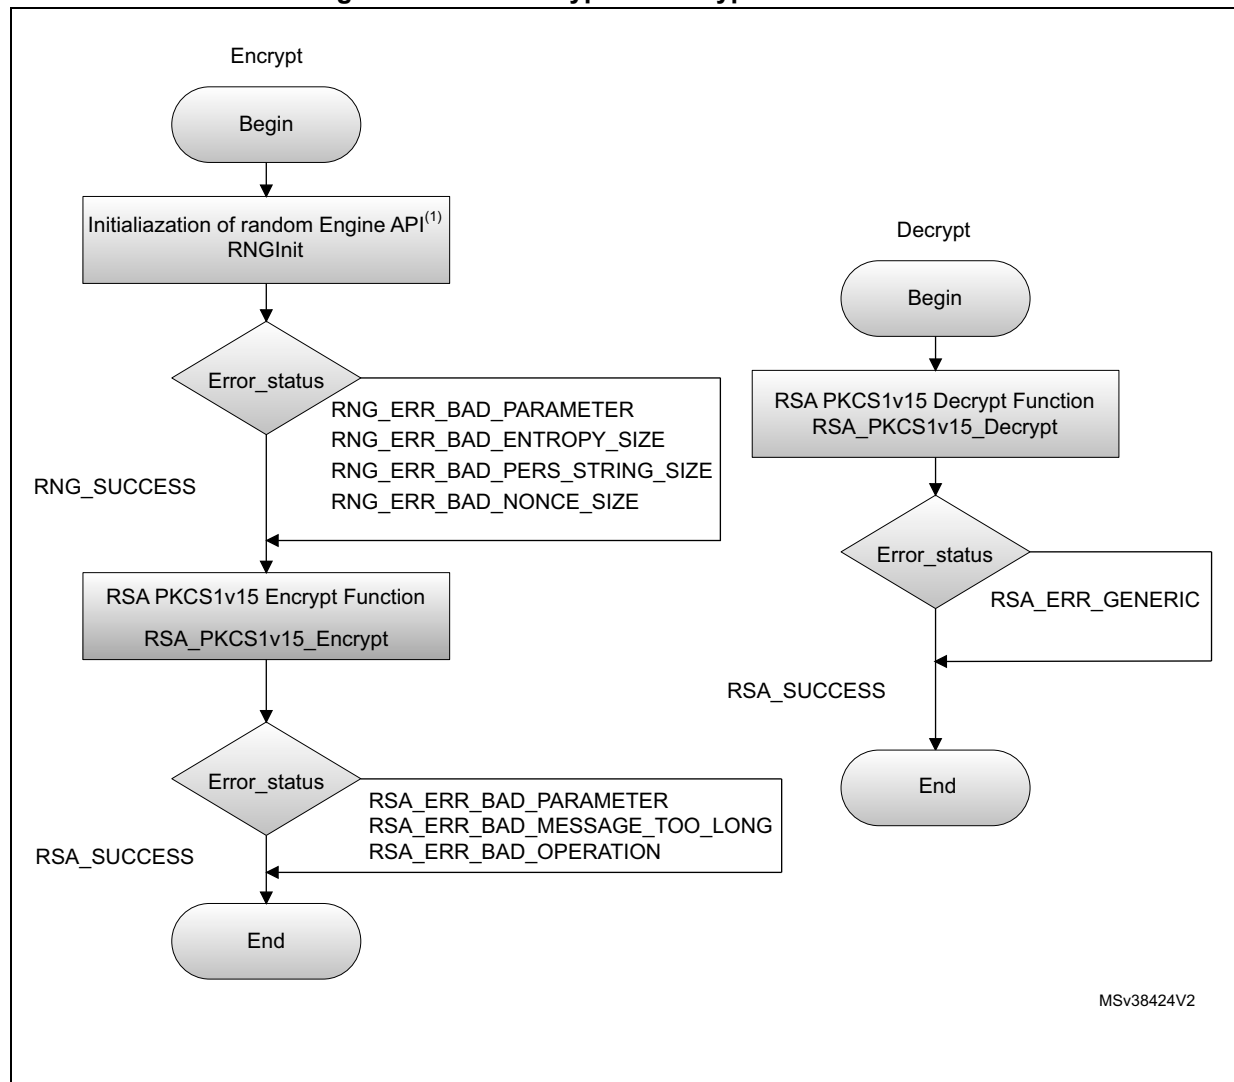 Encrypt
Begin
Initialiazation of random Engine API(1)
RNGInit
Error_status
RNG_ERR_BAD_PARAMETER
RNG_ERR_BAD_ENTROPY_SIZE
RNG_ERR_BAD_PERS_STRING_SIZE
RNG_ERR_BAD_NONCE_SIZE
RNG_SUCCESS
RSA PKCS1v15 Encrypt Function
RSA_PKCS1v15_Encrypt
Error_status
RSA_ERR_BAD_PARAMETER
RSA_ERR_BAD_MESSAGE_TOO_LONG
RSA_ERR_BAD_OPERATION
RSA_SUCCESS
End
Decrypt
Begin
RSA PKCS1v15 Decrypt Function
RSA_PKCS1v15_Decrypt
Error_status
RSA_ERR_GENERIC
RSA_SUCCESS
End
MSv38424V2